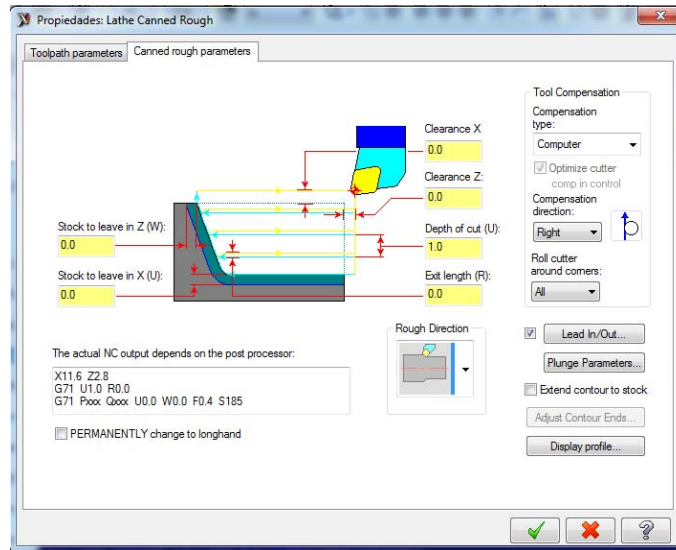 Propiedades: Lathe Canned Rough
Toolpath parameters
Canned rough parameters
Clearance X
0.0
Clearance Z:
0.0
Stock to leave in Z (W):
0.0
Depth of cut (U):
1.0
Stock to leave in X (U):
0.0
Exit length (R):
0.0
Rough Direction
The actual NC output depends on the post processor:
X11.6 Z2.8
G71 U1.0 R0.0
G71 Pxxx Qxxx U0.0 W0.0 F0.4 S185
PERMANENTLY change to longhand
Tool Compensation
Compensation
type:
Computer
Optimize cutter
comp in control
Compensation
direction:
Right
Roll cutter
around corners:
All
Lead In/Out...
Plunge Parameters...
Extend contour to stock
Adjust Contour Ends...
Display profile...